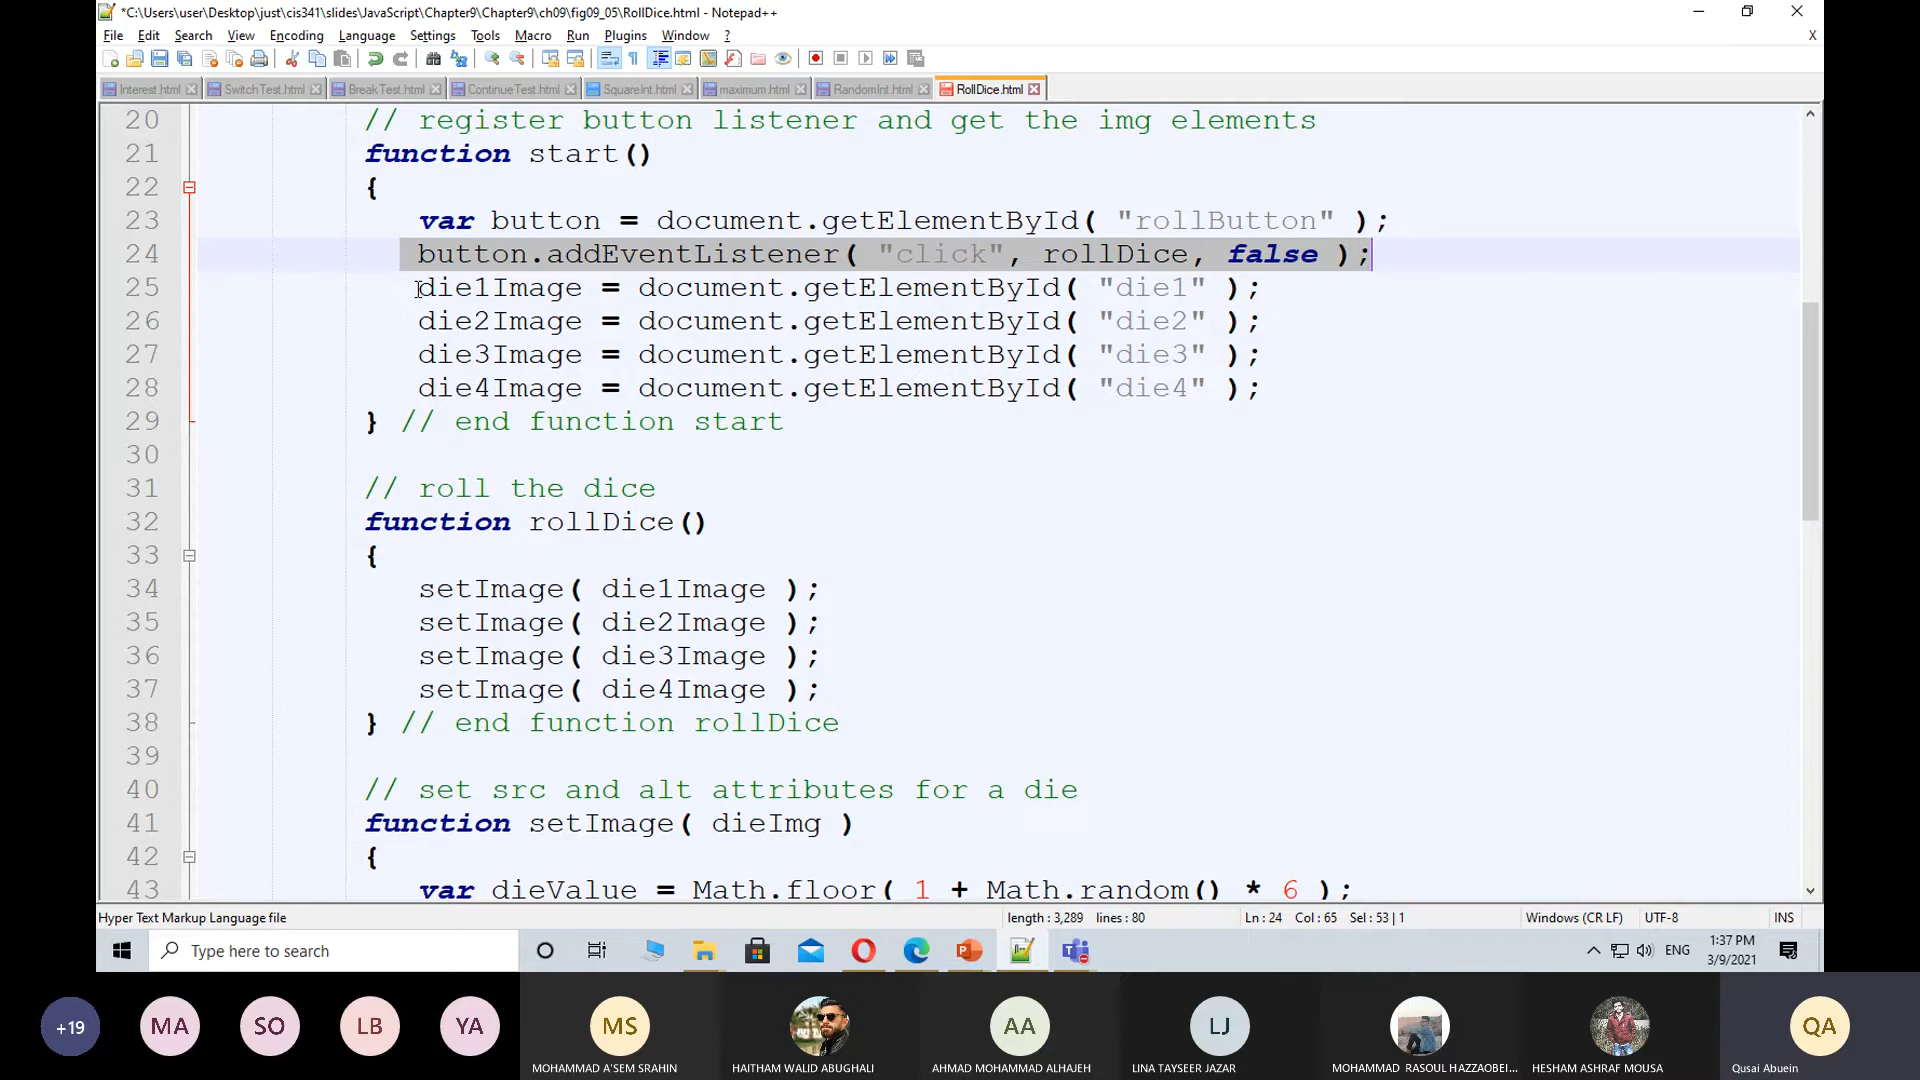 *C:\Users\user\Desktop\just\cis341\slides\JavaScript\Chapter9\Chapter9\ch09\fig09_05\RollDice.html - Notepad++
File Edit Search View Encoding Language Settings Tools Macro Run Plugins Window ? X
Interest.html SwitchTest.html BreakTest.html ContinueTest.html SquareInt.html maximum.html RandomInt.html RollDice.html
20 // register button listener and get the img elements
21 function start()
22 {
23 var button = document.getElementById( "rollButton" );
24 button.addEventListener( "click", rollDice, false );
25 die1Image = document.getElementById( "die1" );
26 die2Image = document.getElementById( "die2" );
27 die3Image = document.getElementById( "die3" );
28 die4Image = document.getElementById( "die4" );
29 } // end function start
30
31 // roll the dice
32 function rollDice()
33 {
34 setImage( die1Image );
35 setImage( die2Image );
36 setImage( die3Image );
37 setImage( die4Image );
38 } // end function rollDice
39
40 // set src and alt attributes for a die
41 function setImage( dieImg )
42 {
43 var dieValue = Math.floor( 1 + Math.random() * 6 );
Hyper Text Markup Language file length : 3,289 lines : 80 Ln : 24 Col : 65 Sel : 53 | 1 Windows (CR LF) UTF-8 INS
Type here to search ENG 1:37 PM
3/9/2021
+19 MA SO LB YA MS AA LJ QA
MOHAMMAD A'SEM SRAHIN HAITHAM WALID ABUGHALI AHMAD MOHAMMAD ALHAJEH LINA TAYSEER JAZAR MOHAMMAD RASOUL HAZZAOBEI... HESHAM ASHRAF MOUSA Qusai Abuein